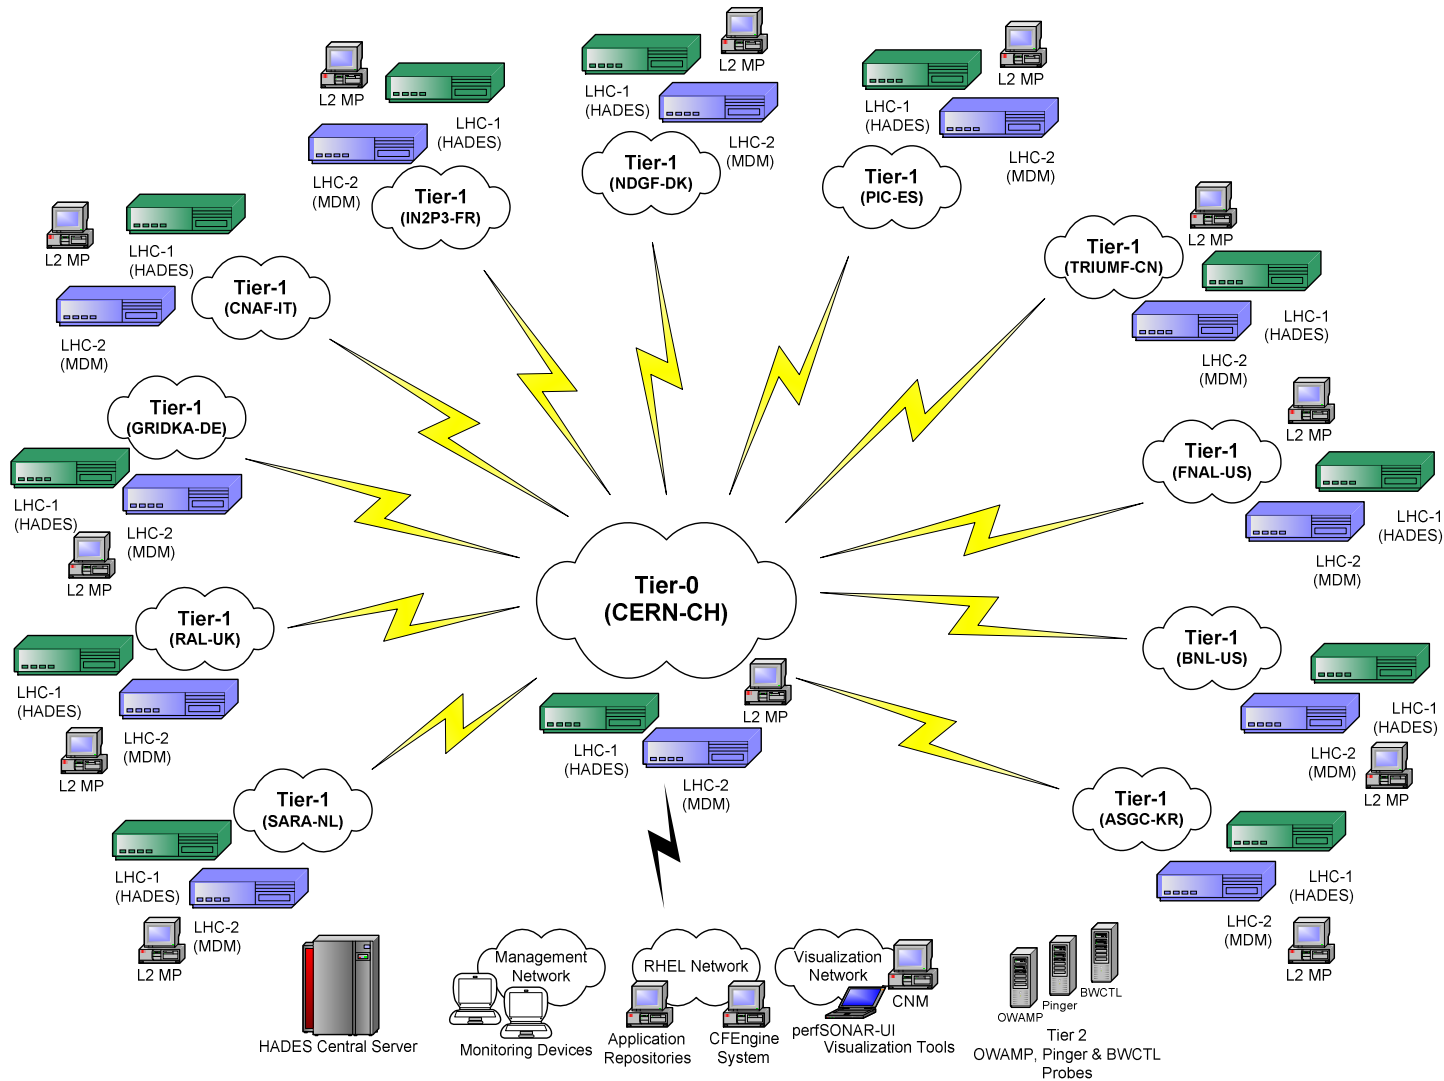 L2 MP
LHC-1
(HADES)
LHC-2
(MDM)
Tier-1
(IN2P3-FR)
L2 MP
LHC-1
(HADES)
LHC-2
(MDM)
Tier-1
(NDGF-DK)
L2 MP
LHC-1
(HADES)
LHC-2
(MDM)
Tier-1
(PIC-ES)
L2 MP
LHC-1
(HADES)
LHC-2
(MDM)
Tier-1
(CNAF-IT)
L2 MP
Tier-1
(TRIUMF-CN)
LHC-1
(HADES)
LHC-2
(MDM)
Tier-1
(GRIDKA-DE)
LHC-1
(HADES)
LHC-2
(MDM)
L2 MP
L2 MP
Tier-1
(FNAL-US)
LHC-1
(HADES)
LHC-2
(MDM)
Tier-0
(CERN-CH)
L2 MP
LHC-1
(HADES)
LHC-2
(MDM)
Tier-1
(RAL-UK)
LHC-1
(HADES)
LHC-2
(MDM)
L2 MP
Tier-1
(BNL-US)
LHC-1
(HADES)
LHC-2
(MDM)
L2 MP
Tier-1
(SARA-NL)
LHC-1
(HADES)
LHC-2
(MDM)
L2 MP
Tier-1
(ASGC-KR)
LHC-1
(HADES)
LHC-2
(MDM)
L2 MP
HADES Central Server
Management
Network
Monitoring Devices
RHEL Network
Application
Repositories
CFEngine
System
Visualization
Network
CNM
perfSONAR-UI
Visualization Tools
OWAMP
Pinger
BWCTL
Tier 2
OWAMP, Pinger & BWCTL
Probes